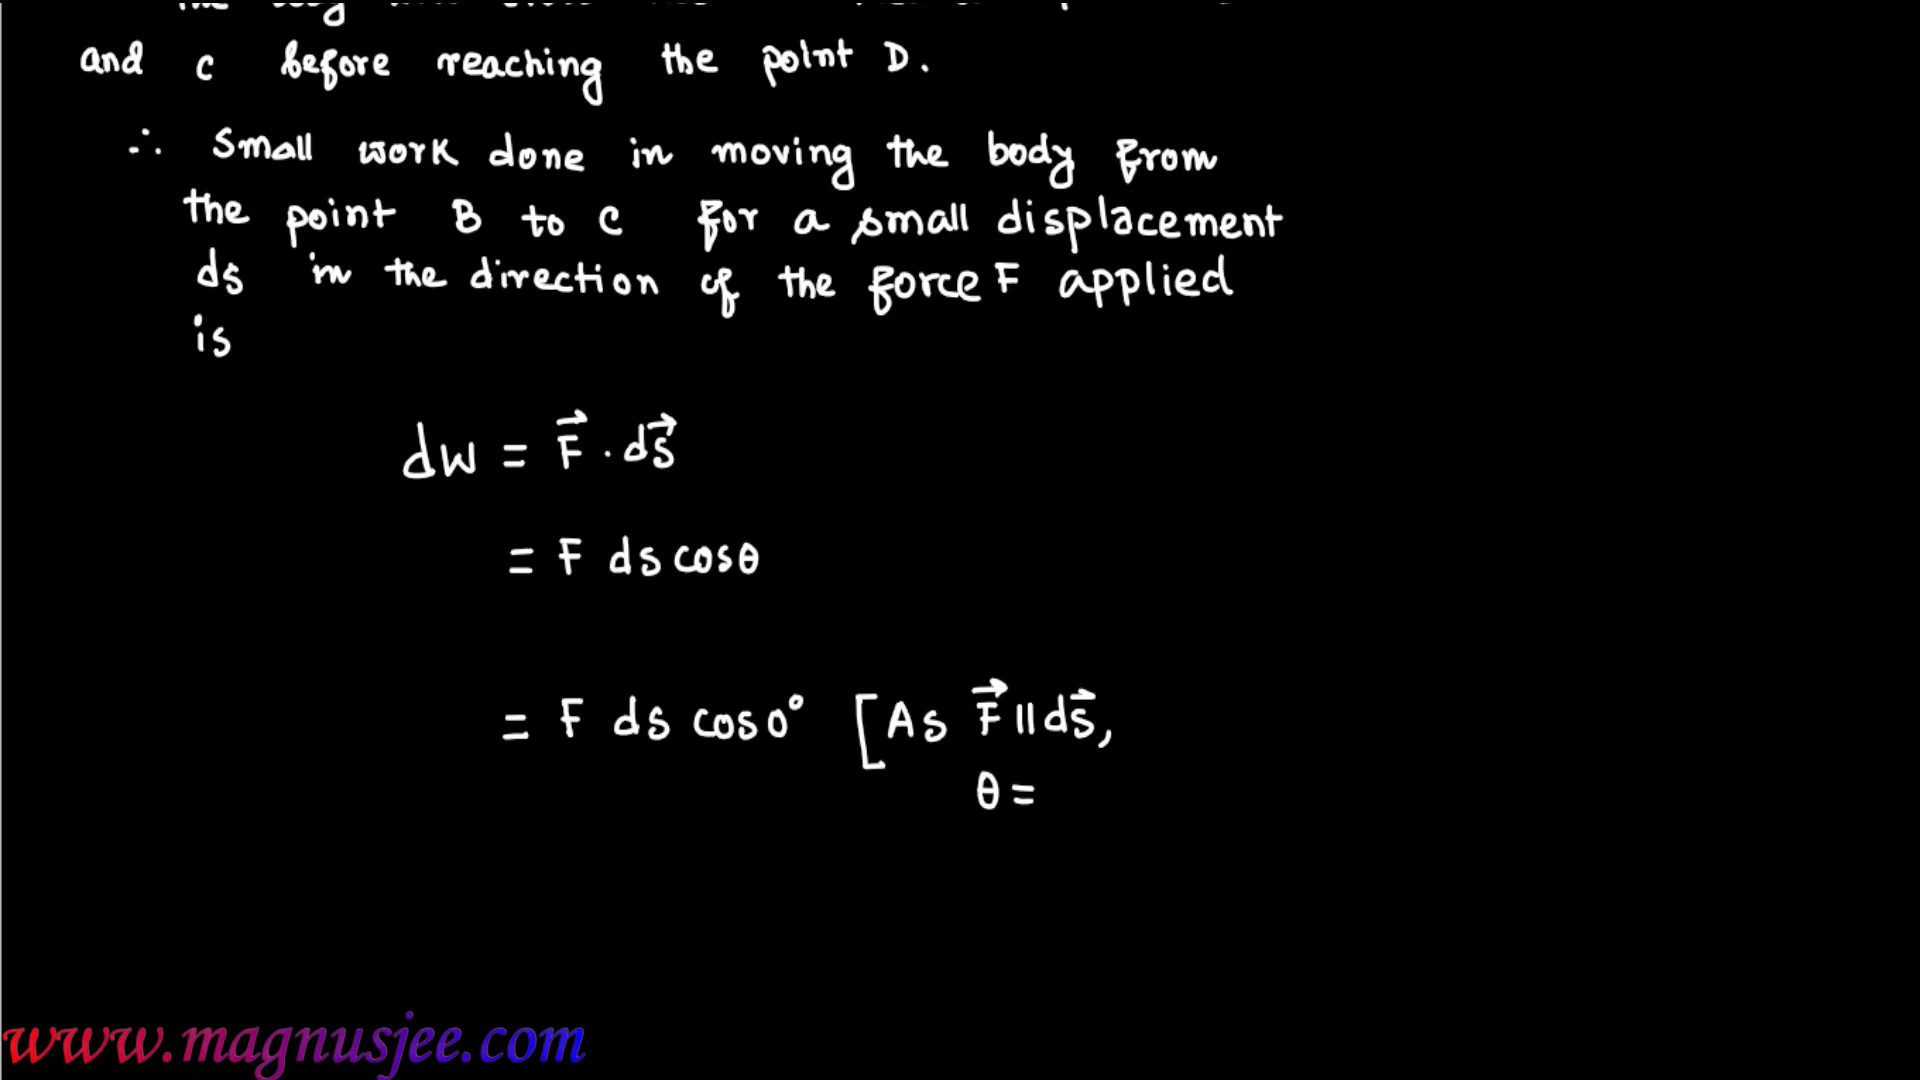 and c before reaching the point D.
∴ Small work done in moving the body from
the point B to C for a small displacement
ds in the direction of the force F applied
is
dw = F⃗ · ds⃗
= F ds cosθ
= F ds cos0° [As F⃗ || ds⃗,
θ =
www.magnusjee.com